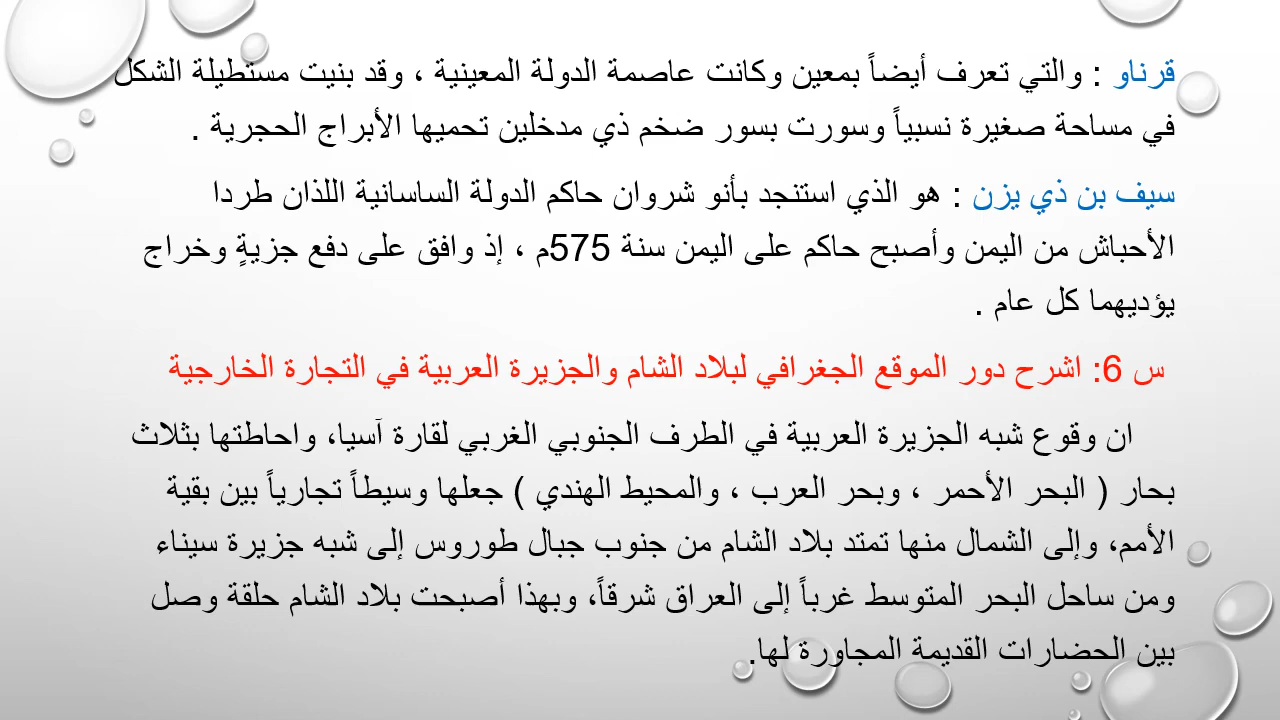 قرناو : والتي تعرف أيضاً بمعين وكانت عاصمة الدولة المعينية ، وقد بنيت مستطيلة الشكل
في مساحة صغيرة نسبياً وسورت بسور ضخم ذي مدخلين تحميها الأبراج الحجرية .
سيف بن ذي يزن : هو الذي استنجد بأنو شروان حاكم الدولة الساسانية اللذان طردا
الأحباش من اليمن وأصبح حاكم على اليمن سنة 575م ، إذ وافق على دفع جزيةٍ وخراج
يؤديهما كل عام .
س 6: اشرح دور الموقع الجغرافي لبلاد الشام والجزيرة العربية في التجارة الخارجية
ان وقوع شبه الجزيرة العربية في الطرف الجنوبي الغربي لقارة آسيا، واحاطتها بثلاث
بحار ( البحر الأحمر ، وبحر العرب ، والمحيط الهندي ) جعلها وسيطاً تجارياً بين بقية
الأمم، وإلى الشمال منها تمتد بلاد الشام من جنوب جبال طوروس إلى شبه جزيرة سيناء
ومن ساحل البحر المتوسط غرباً إلى العراق شرقاً، وبهذا أصبحت بلاد الشام حلقة وصل
بين الحضارات القديمة المجاورة لها.